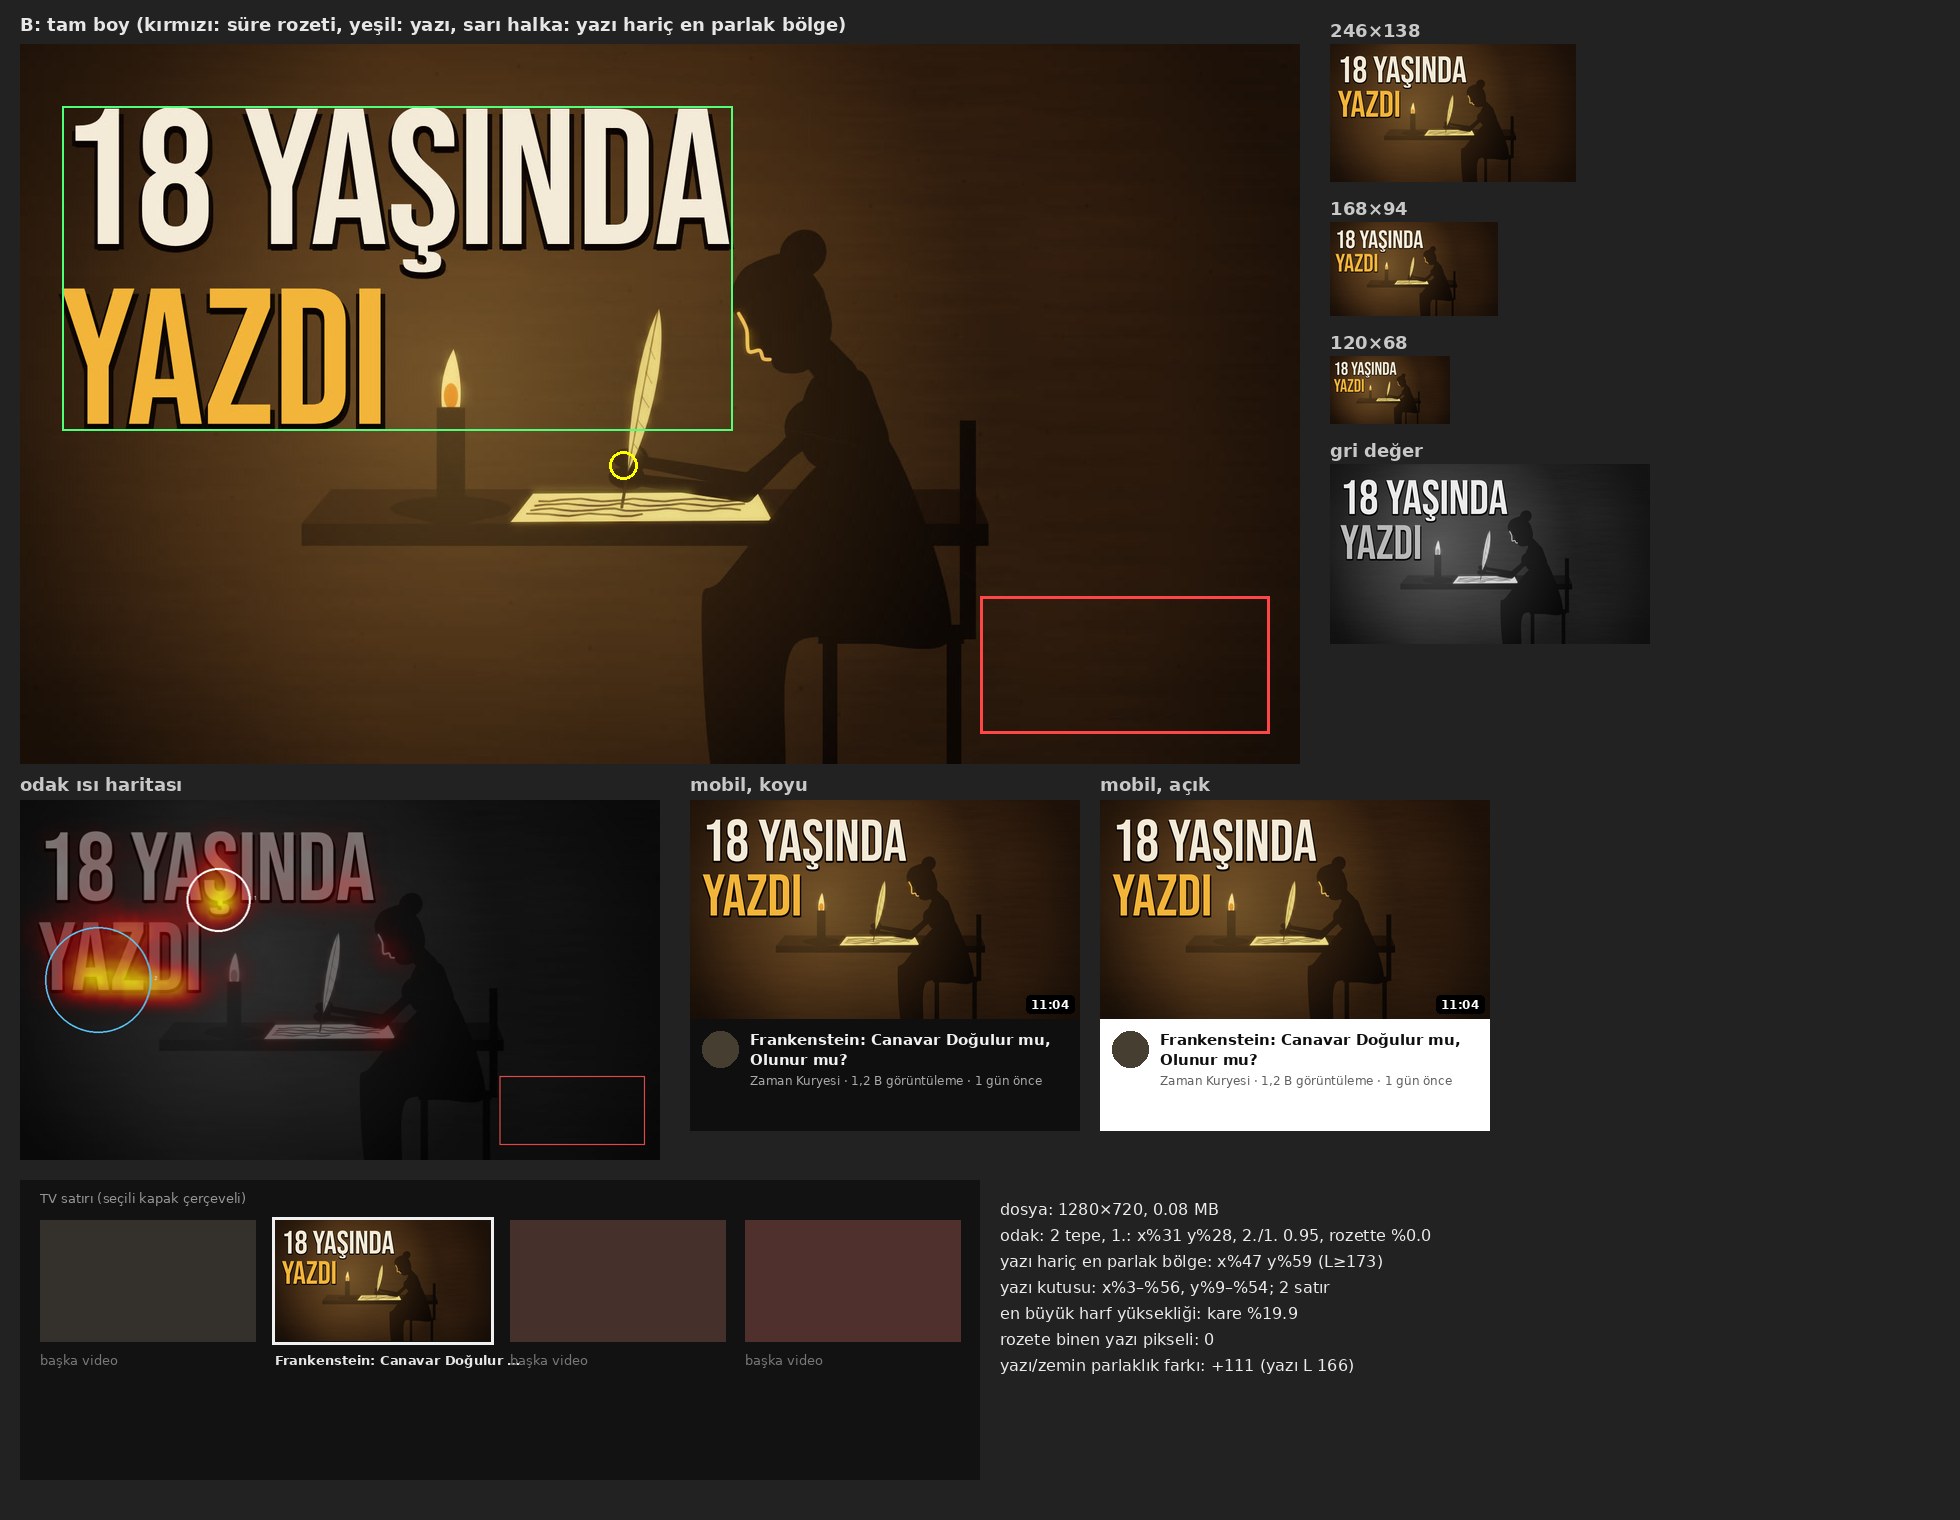 B: tam boy (kırmızı: süre rozeti, yeşil: yazı, sarı halka: yazı hariç en parlak bölge)
18 YAŞINDA
YAZDI
246×138
18 YAŞINDA
YAZDI
168×94
18 YAŞINDA
YAZDI
120×68
18 YAŞINDA
YAZDI
gri değer
18 YAŞINDA
YAZDI
odak ısı haritası
18 YAŞINDA
YAZDI
mobil, koyu
18 YAŞINDA
YAZDI
11:04
Frankenstein: Canavar Doğulur mu,
Olunur mu?
Zaman Kuryesi · 1,2 B görüntüleme · 1 gün önce
mobil, açık
18 YAŞINDA
YAZDI
11:04
Frankenstein: Canavar Doğulur mu,
Olunur mu?
Zaman Kuryesi · 1,2 B görüntüleme · 1 gün önce
TV satırı (seçili kapak çerçeveli)
18 YAŞINDA
YAZDI
başka video
Frankenstein: Canavar Doğulur ...
başka video
başka video
dosya: 1280×720, 0.08 MB
odak: 2 tepe, 1.: x%31 y%28, 2./1. 0.95, rozette %0.0
yazı hariç en parlak bölge: x%47 y%59 (L≥173)
yazı kutusu: x%3–%56, y%9–%54; 2 satır
en büyük harf yüksekliği: kare %19.9
rozete binen yazı pikseli: 0
yazı/zemin parlaklık farkı: +111 (yazı L 166)